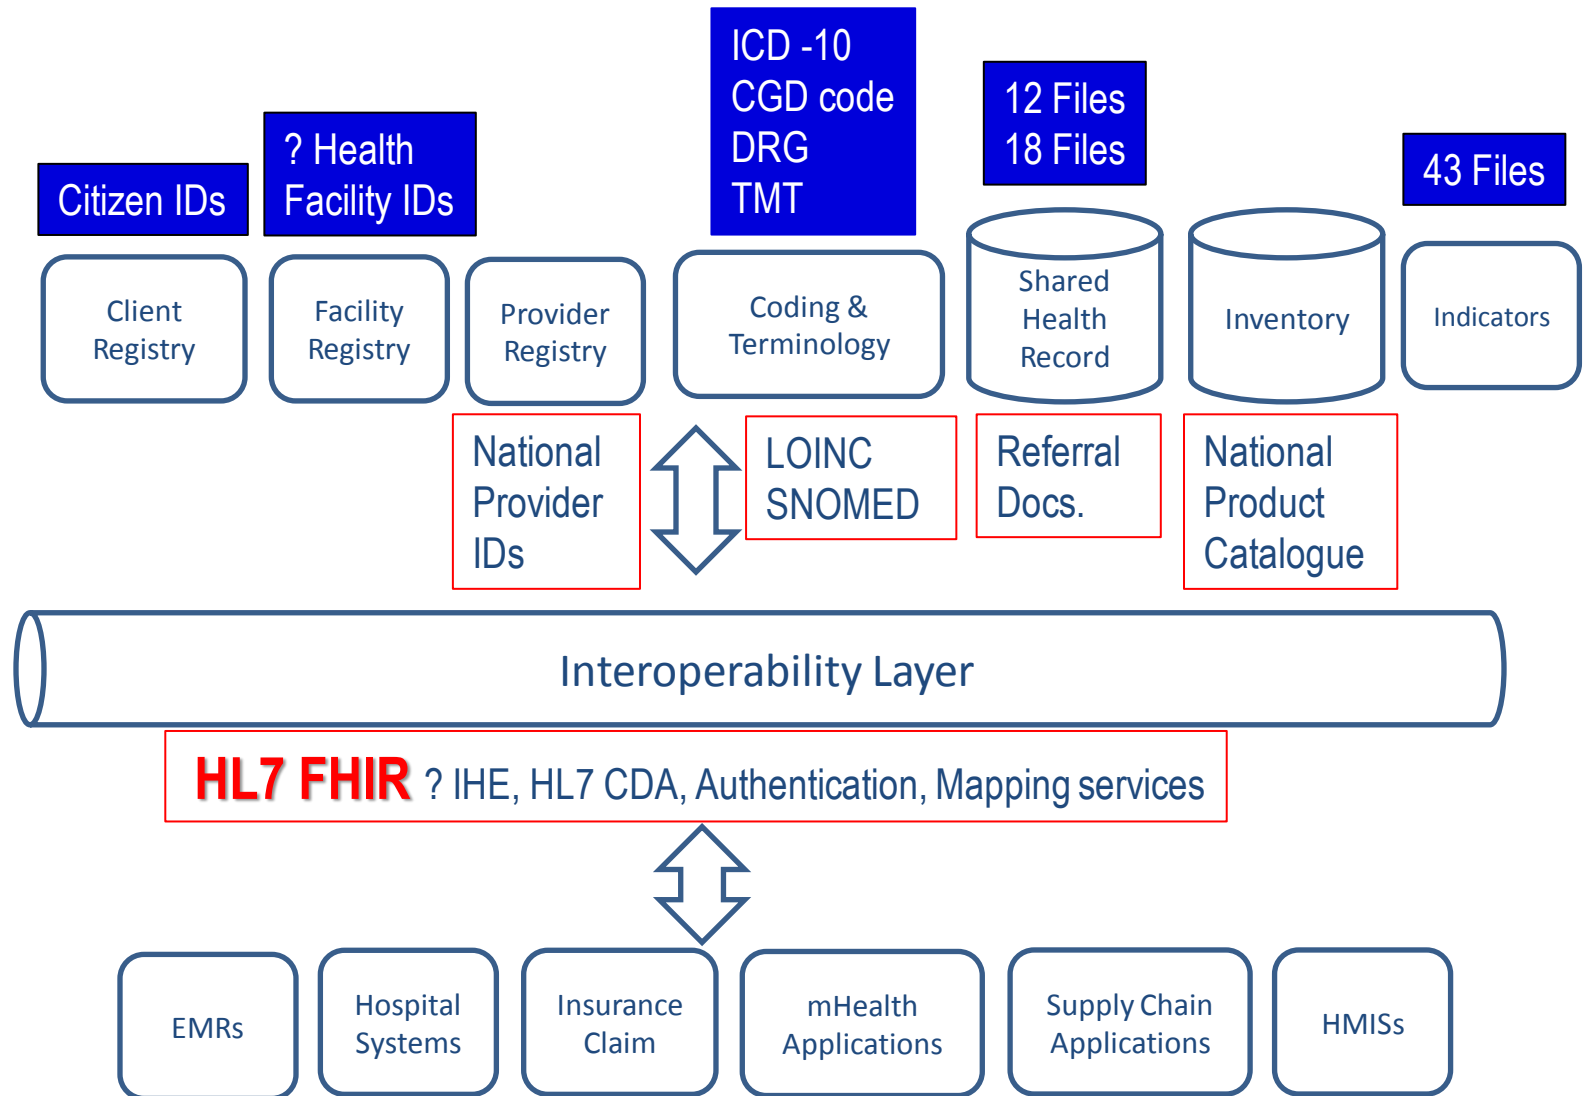 ICD -10
CGD code
DRG
TMT
12 Files
18 Files
? Health
Facility IDs
Citizen IDs
43 Files
Client
Registry
Facility
Registry
Provider
Registry
Coding &
Terminology
Shared
Health
Record
Inventory
Indicators
National
Provider
IDs
LOINC
SNOMED
Referral
Docs.
National
Product
Catalogue
Interoperability Layer
HL7 FHIR ? IHE, HL7 CDA, Authentication, Mapping services
EMRs
Hospital
Systems
Insurance
Claim
mHealth
Applications
Supply Chain
Applications
HMISs